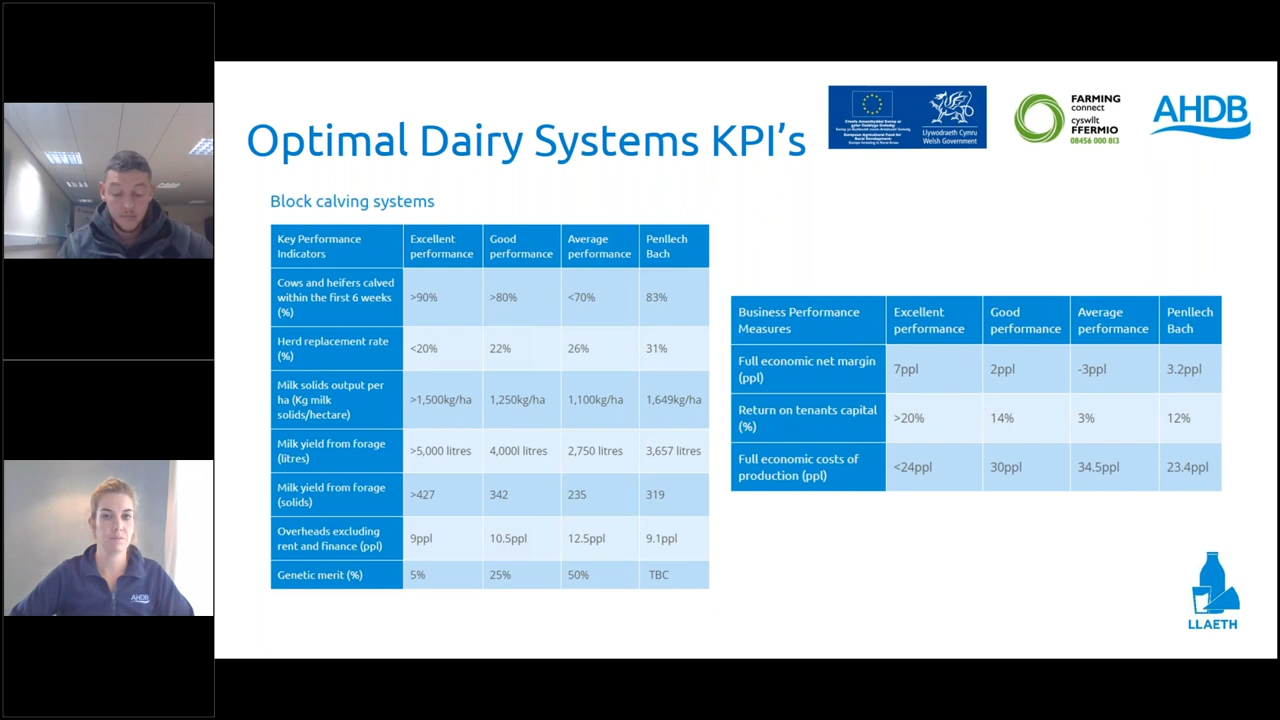 Optimal Dairy Systems KPI's
Llywodraeth Cymru
Welsh Government
FARMING
connect
cyswllt
FFERMIO
08456 000 813
AHDB
Block calving systems
Key Performance Indicators Excellent performance Good performance Average performance Penllech Bach
Cows and heifers calved within the first 6 weeks (%) >90% >80% <70% 83%
Herd replacement rate (%) <20% 22% 26% 31%
Milk solids output per ha (Kg milk solids/hectare) >1,500kg/ha 1,250kg/ha 1,100kg/ha 1,649kg/ha
Milk yield from forage (litres) >5,000 litres 4,000l litres 2,750 litres 3,657 litres
Milk yield from forage (solids) >427 342 235 319
Overheads excluding rent and finance (ppl) 9ppl 10.5ppl 12.5ppl 9.1ppl
Genetic merit (%) 5% 25% 50% TBC
Business Performance Measures Excellent performance Good performance Average performance Penllech Bach
Full economic net margin (ppl) 7ppl 2ppl -3ppl 3.2ppl
Return on tenants capital (%) >20% 14% 3% 12%
Full economic costs of production (ppl) <24ppl 30ppl 34.5ppl 23.4ppl
LLAETH
AHDB